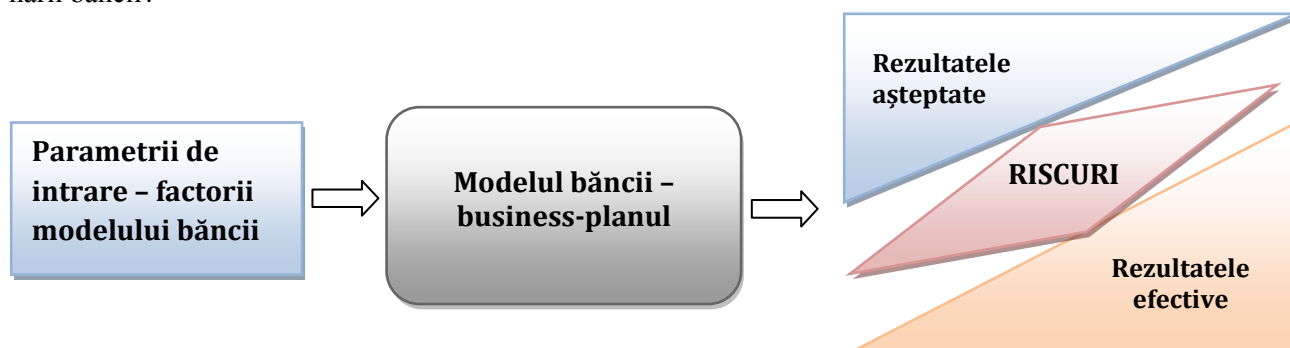 Parametrii de
intrare – factorii
modelului băncii
Modelul băncii –
business-planul
Rezultatele
așteptate
RISCURI
Rezultatele
efective